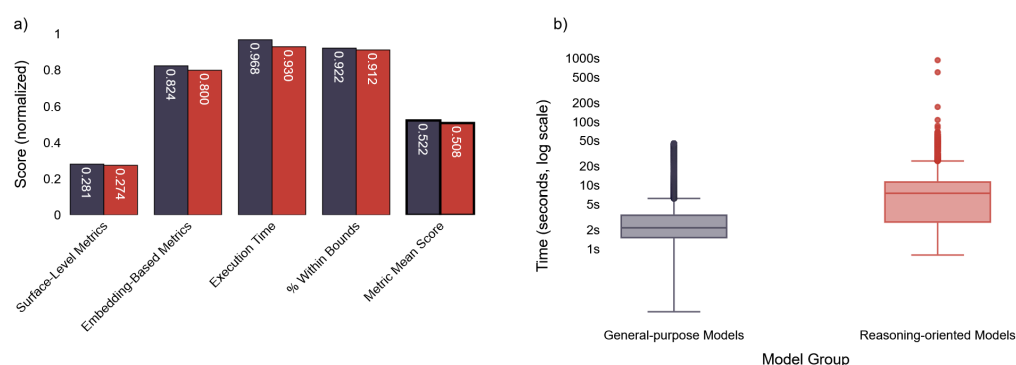 a)
Score (normalized)
1
0.8
0.6
0.4
0.2
0
0.281
0.274
0.824
0.800
0.968
0.930
0.922
0.912
0.522
0.508
Surface-Level Metrics
Embedding-Based Metrics
Execution Time
% Within Bounds
Metric Mean Score
b)
Time (seconds, log scale)
1000s
500s
200s
100s
50s
20s
10s
5s
2s
1s
General-purpose Models
Reasoning-oriented Models
Model Group